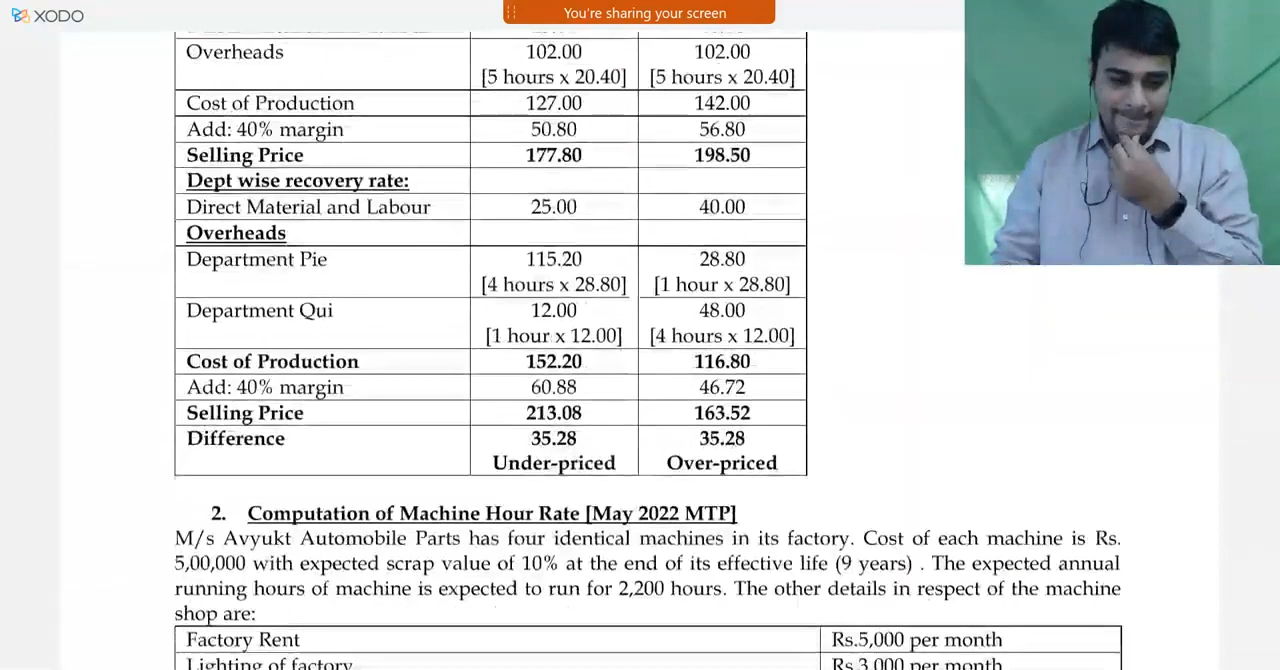 XODO
You're sharing your screen
Overheads 102.00 102.00
[5 hours x 20.40] [5 hours x 20.40]
Cost of Production 127.00 142.00
Add: 40% margin 50.80 56.80
Selling Price 177.80 198.50
Dept wise recovery rate:
Direct Material and Labour 25.00 40.00
Overheads
Department Pie 115.20 28.80
[4 hours x 28.80] [1 hour x 28.80]
Department Qui 12.00 48.00
[1 hour x 12.00] [4 hours x 12.00]
Cost of Production 152.20 116.80
Add: 40% margin 60.88 46.72
Selling Price 213.08 163.52
Difference 35.28 35.28
Under-priced Over-priced
2. Computation of Machine Hour Rate [May 2022 MTP]
M/s Avyukt Automobile Parts has four identical machines in its factory. Cost of each machine is Rs.
5,00,000 with expected scrap value of 10% at the end of its effective life (9 years) . The expected annual
running hours of machine is expected to run for 2,200 hours. The other details in respect of the machine
shop are:
Factory Rent Rs.5,000 per month
Lighting of factory Rs.3,000 per month